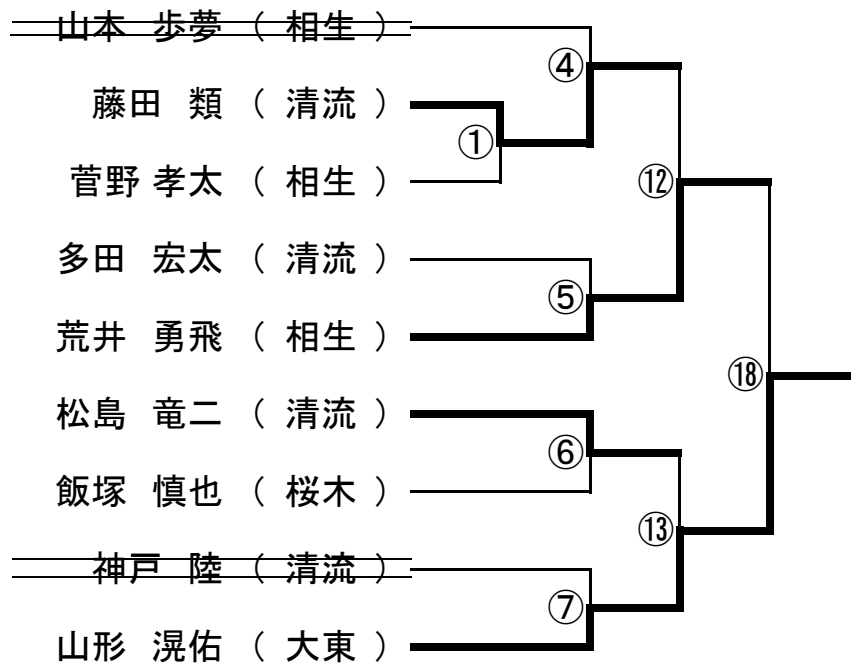 山本 歩夢 ( 相生 )
④
藤田 類 ( 清流 )
①
菅野 孝太 ( 相生 )
⑫
多田 宏太 ( 清流 )
⑤
荒井 勇飛 ( 相生 )
⑱
松島 竜二 ( 清流 )
⑥
飯塚 慎也 ( 桜木 )
⑬
神戸 陸 ( 清流 )
⑦
山形 滉佑 ( 大東 )